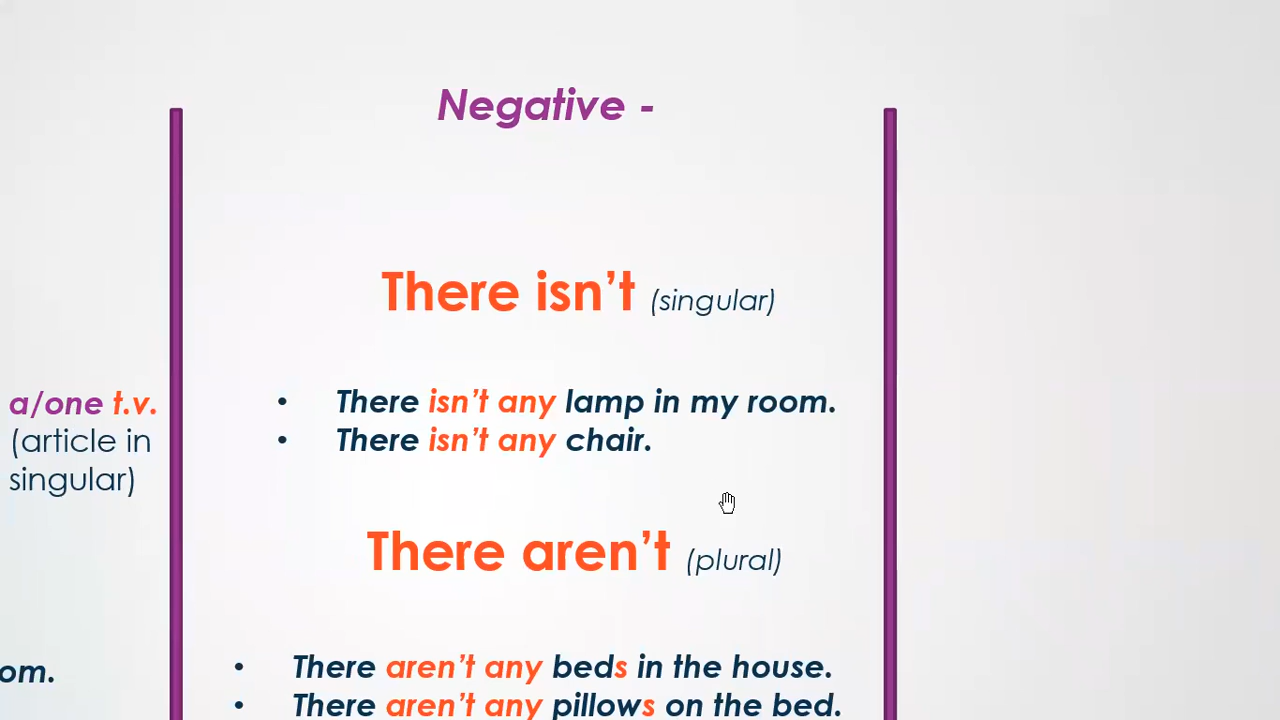 Negative -
There isn't (singular)
• There isn't any lamp in my room.
• There isn't any chair.
a/one t.v.
(article in
singular)
There aren't (plural)
• There aren't any beds in the house.
• There aren't any pillows on the bed.
om.